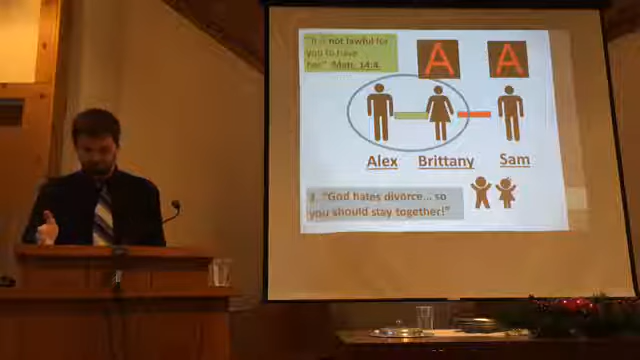 "It is not lawful for
you to have
her" Matt. 14:4.
A A
Alex Brittany Sam
3. "God hates divorce... so
you should stay together!"